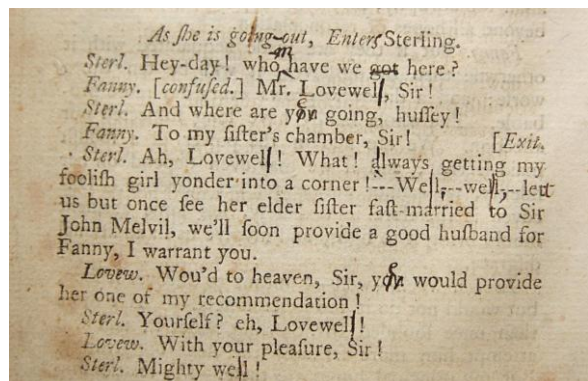 As ſhe is going out, Enters Sterling.
Sterl. Hey-day! whom have we got here?
Fanny. [confuſed.] Mr. Lovewell, Sir!
Sterl. And where are you going, huſſey!
Fanny. To my ſiſter's chamber, Sir! [Exit.
Sterl. Ah, Lovewell! What! always getting my
fooliſh girl yonder into a corner!---Well,--well,--lett
us but once ſee her elder ſiſter faſt-married to Sir
John Melvil, we'll ſoon provide a good huſband for
Fanny, I warrant you.
Lovew. Wou'd to heaven, Sir, you would provide
her one of my recommendation!
Sterl. Yourſelf? eh, Lovewell!
Lovew. With your pleaſure, Sir!
Sterl. Mighty well!